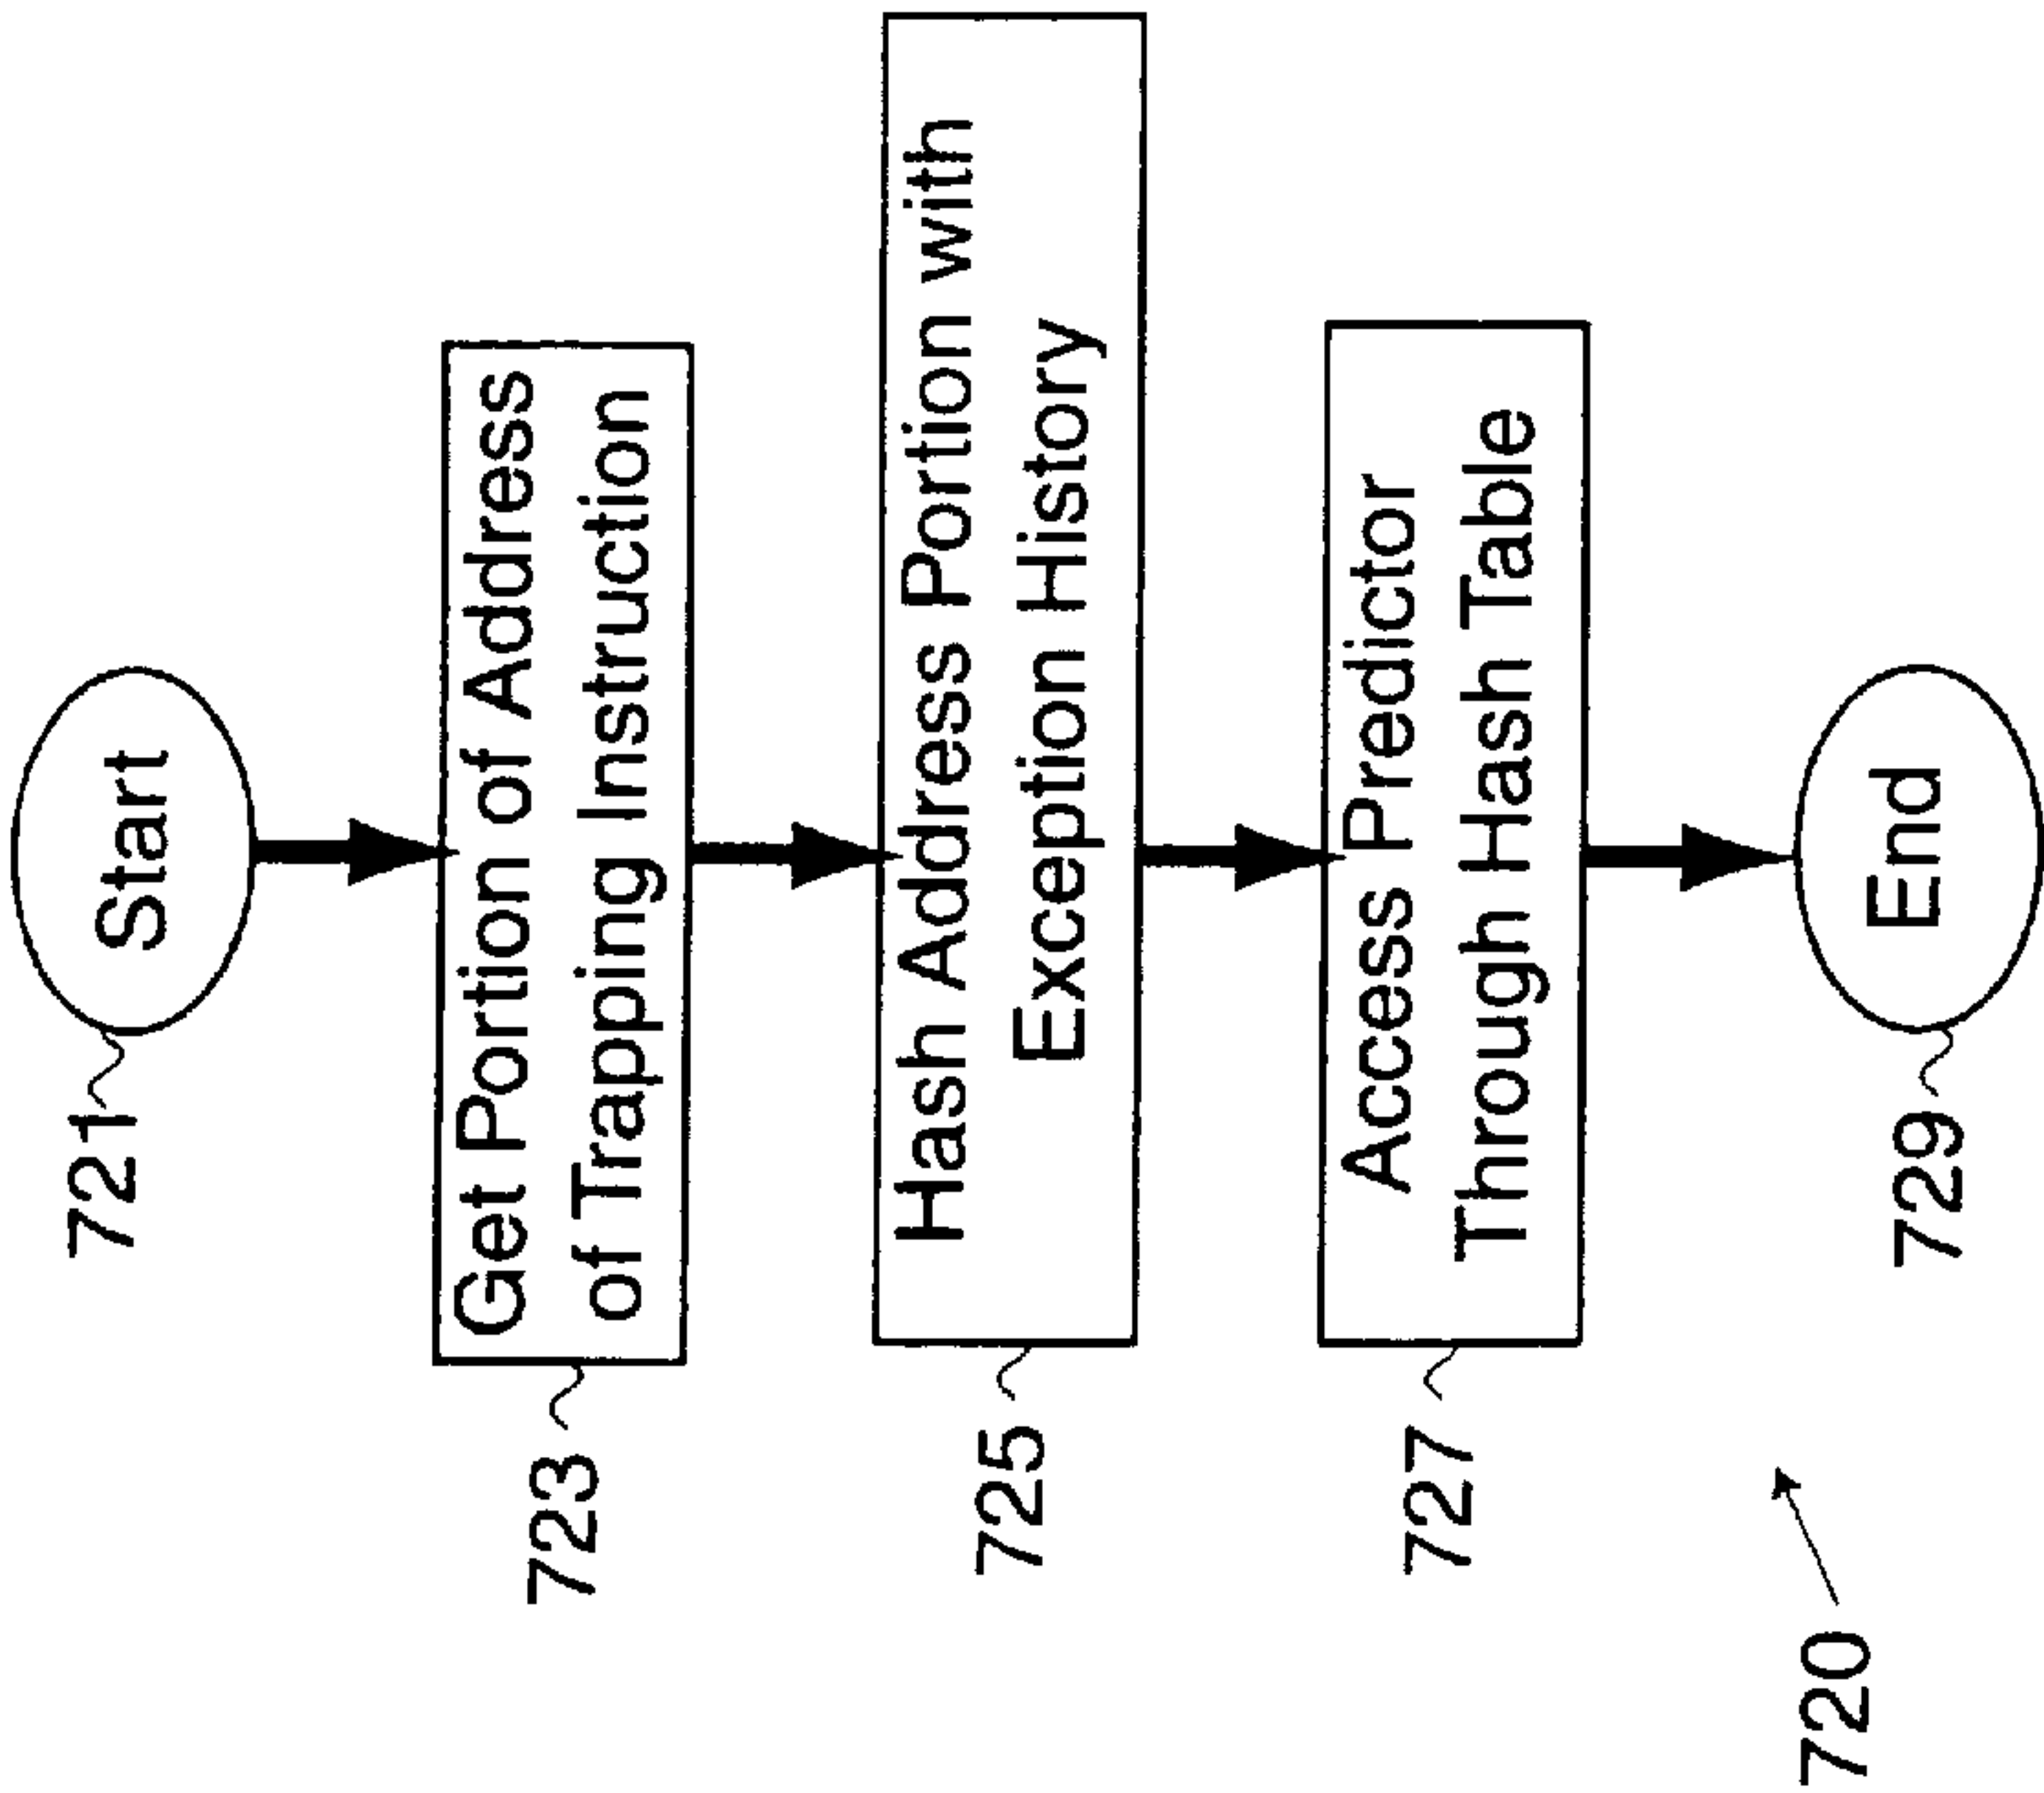 721
Start
723
Get Portion of Address
of Trapping Instruction
725
Hash Address Portion with
Exception History
727
Access Predictor
Through Hash Table
729
End
720